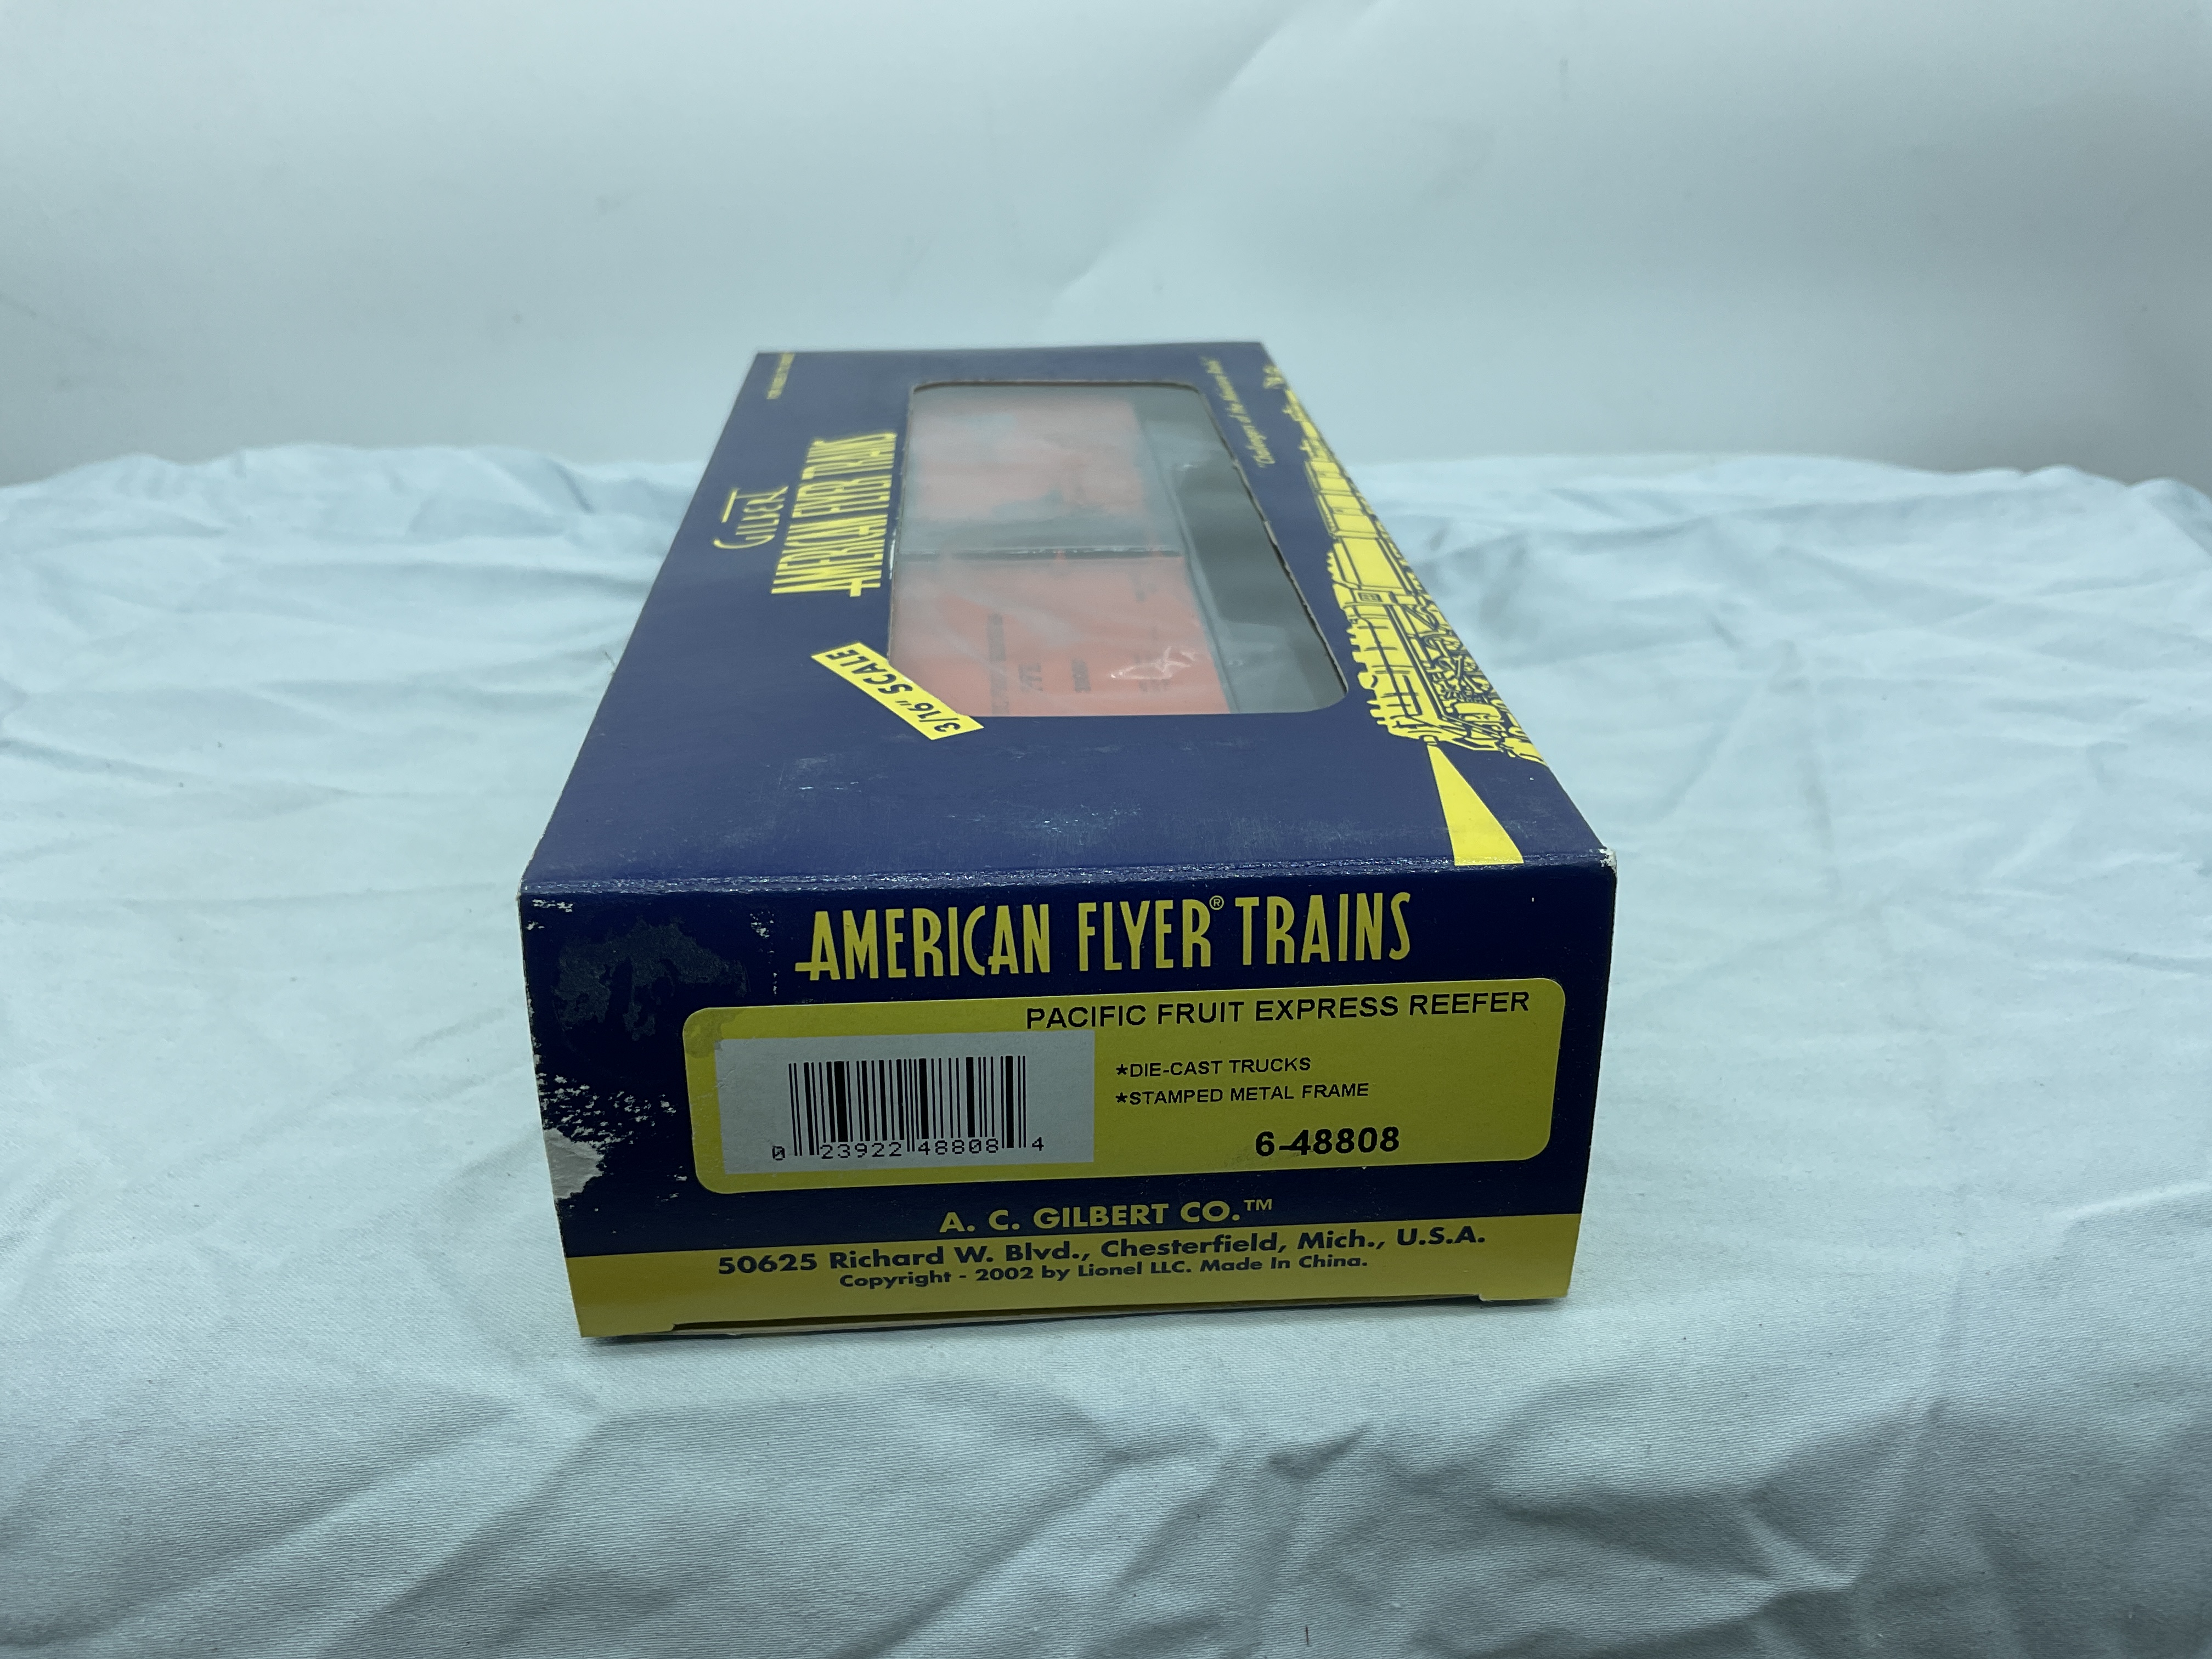 Gilbert
AMERICAN FLYER TRAINS
3/16" SCALE
AMERICAN FLYER® TRAINS
PACIFIC FRUIT EXPRESS REEFER
*DIE-CAST TRUCKS
*STAMPED METAL FRAME
0 23922 48808 4
6-48808
A. C. GILBERT CO.™
50625 Richard W. Blvd., Chesterfield, Mich., U.S.A.
Copyright - 2002 by Lionel LLC. Made In China.